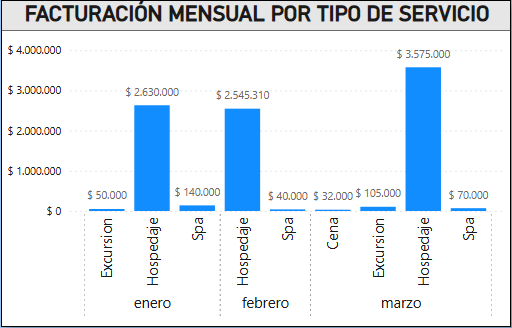 FACTURACIÓN MENSUAL POR TIPO DE SERVICIO
$ 4.000.000
$ 3.000.000
$ 2.000.000
$ 1.000.000
$ 0
$ 50.000
$ 2.630.000
$ 140.000
$ 2.545.310
$ 40.000
$ 32.000
$ 105.000
$ 3.575.000
$ 70.000
Excursion
Hospedaje
Spa
Hospedaje
Spa
Cena
Excursion
Hospedaje
Spa
enero
febrero
marzo